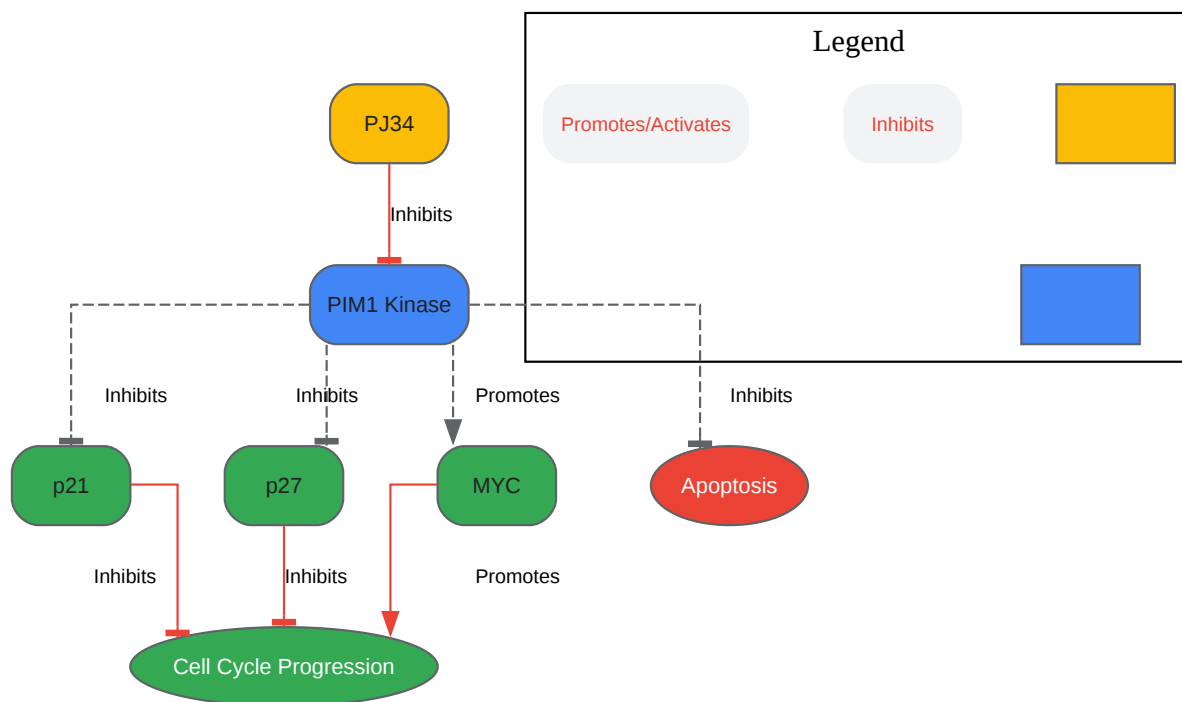 Legend
PJ34
Promotes/Activates
Inhibits
Inhibits
PIM1 Kinase
Inhibits
Inhibits
Promotes
Inhibits
p21
p27
MYC
Apoptosis
Inhibits
Inhibits
Promotes
Cell Cycle Progression